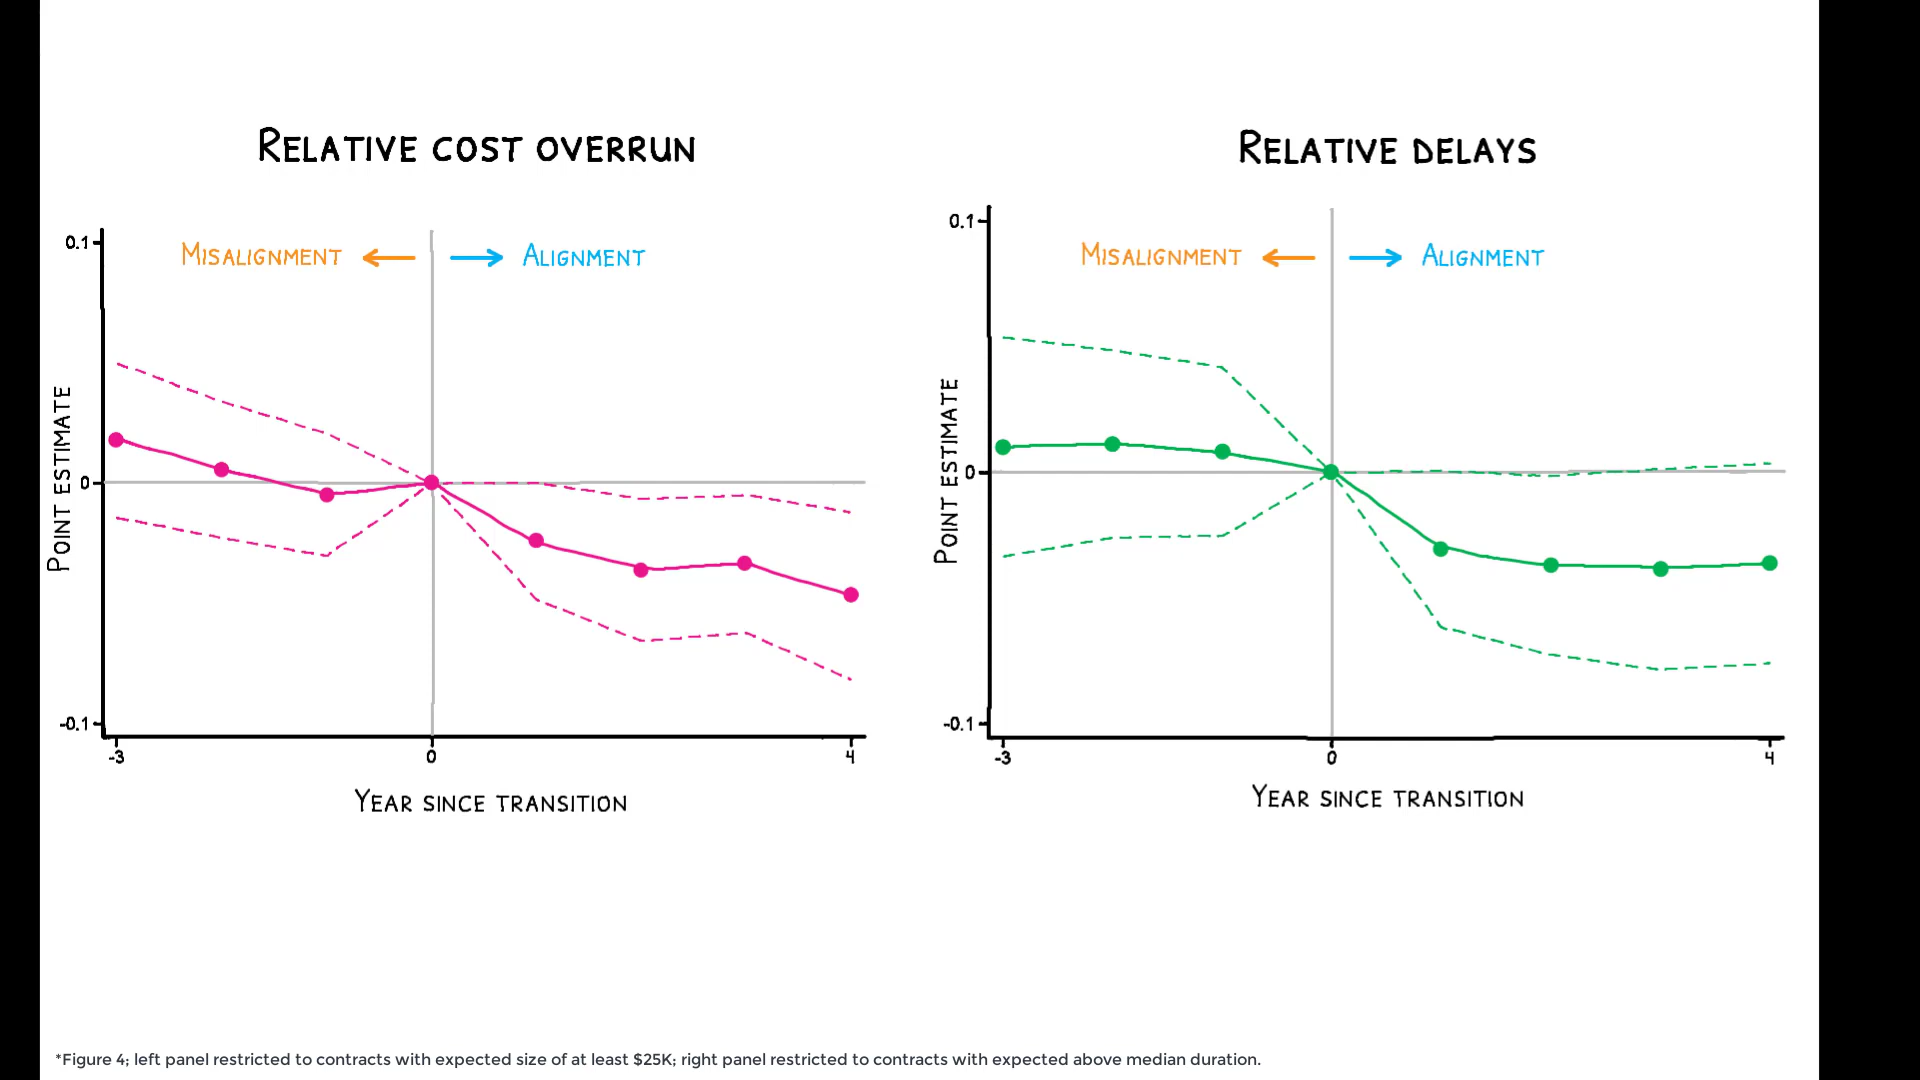 RELATIVE COST OVERRUN
0.1
MISALIGNMENT
ALIGNMENT
POINT ESTIMATE
0
-0.1
-3
0
4
YEAR SINCE TRANSITION
RELATIVE DELAYS
0.1
MISALIGNMENT
ALIGNMENT
POINT ESTIMATE
0
-0.1
-3
0
4
YEAR SINCE TRANSITION
*Figure 4; left panel restricted to contracts with expected size of at least $25K; right panel restricted to contracts with expected above median duration.